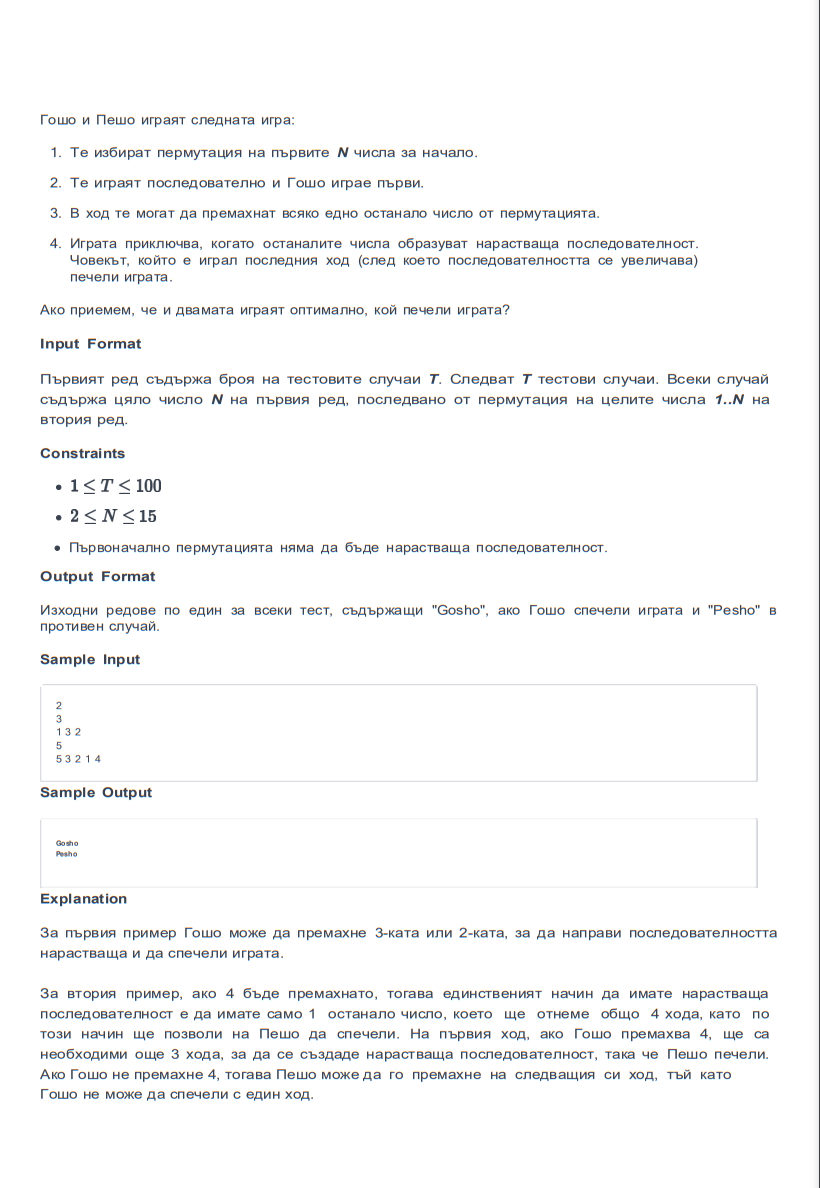 Гошо и Пешо играят следната игра:
1. Те избират пермутация на първите N числа за начало.
2. Те играят последователно и Гошо играе първи.
3. В ход те могат да премахнат всяко едно останало число от пермутацията.
4. Играта приключва, когато останалите числа образуват нарастваща последователност.
Човекът, който е играл последния ход (след което последователността се увеличава)
печели играта.
Ако приемем, че и двамата играят оптимално, кой печели играта?
Input Format
Първият ред съдържа броя на тестовите случаи T. Следват T тестови случаи. Всеки случай
съдържа цяло число N на първия ред, последвано от пермутация на целите числа 1..N на
втория ред.
Constraints
• 1 ≤ T ≤ 100
• 2 ≤ N ≤ 15
• Първоначално пермутацията няма да бъде нарастваща последователност.
Output Format
Изходни редове по един за всеки тест, съдържащи "Gosho", ако Гошо спечели играта и "Pesho" в
противен случай.
Sample Input
2
3
1 3 2
5
5 3 2 1 4
Sample Output
Gosho
Pesho
Explanation
За първия пример Гошо може да премахне 3-ката или 2-ката, за да направи последователността
нарастваща и да спечели играта.
За втория пример, ако 4 бъде премахнато, тогава единственият начин да имате нарастваща
последователност е да имате само 1 останало число, което ще отнеме общо 4 хода, като по
този начин ще позволи на Пешо да спечели. На първия ход, ако Гошо премахва 4, ще са
необходими още 3 хода, за да се създаде нарастваща последователност, така че Пешо печели.
Ако Гошо не премахне 4, тогава Пешо може да го премахне на следващия си ход, тъй като
Гошо не може да спечели с един ход.